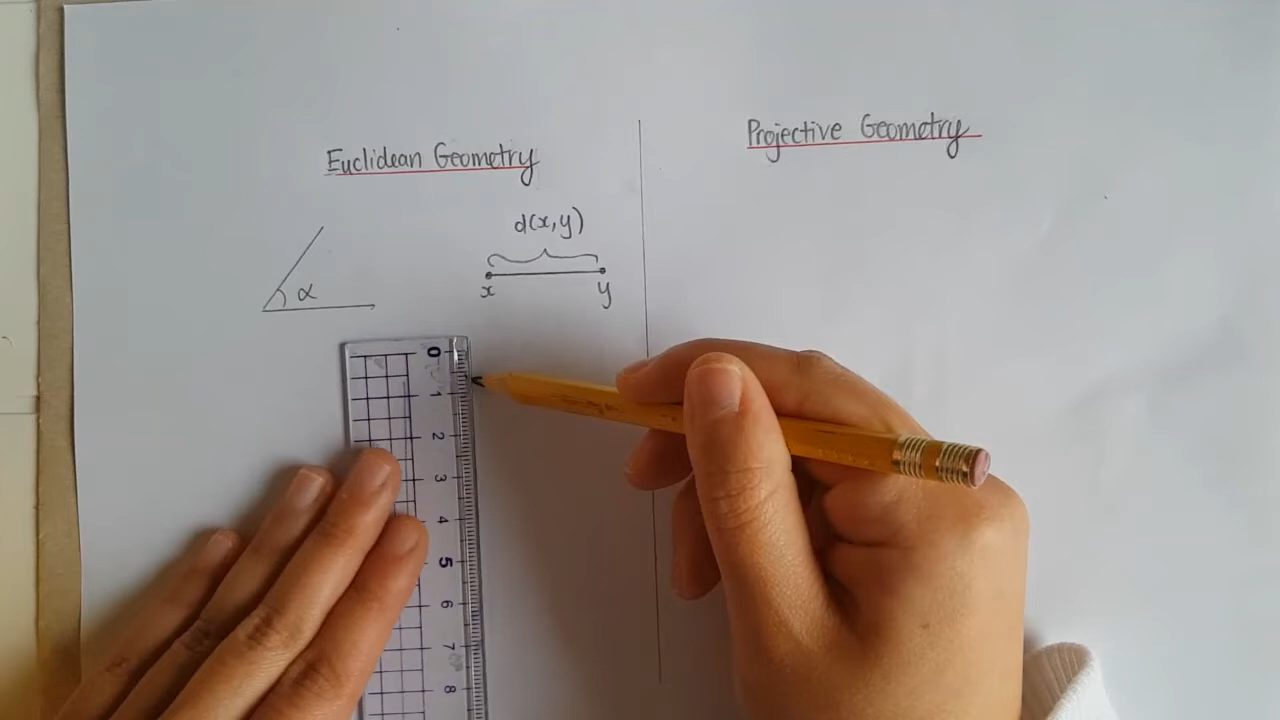 Euclidean Geometry
Projective Geometry
d(x,y)
α
x
y
0
1
2
3
4
5
6
7
8